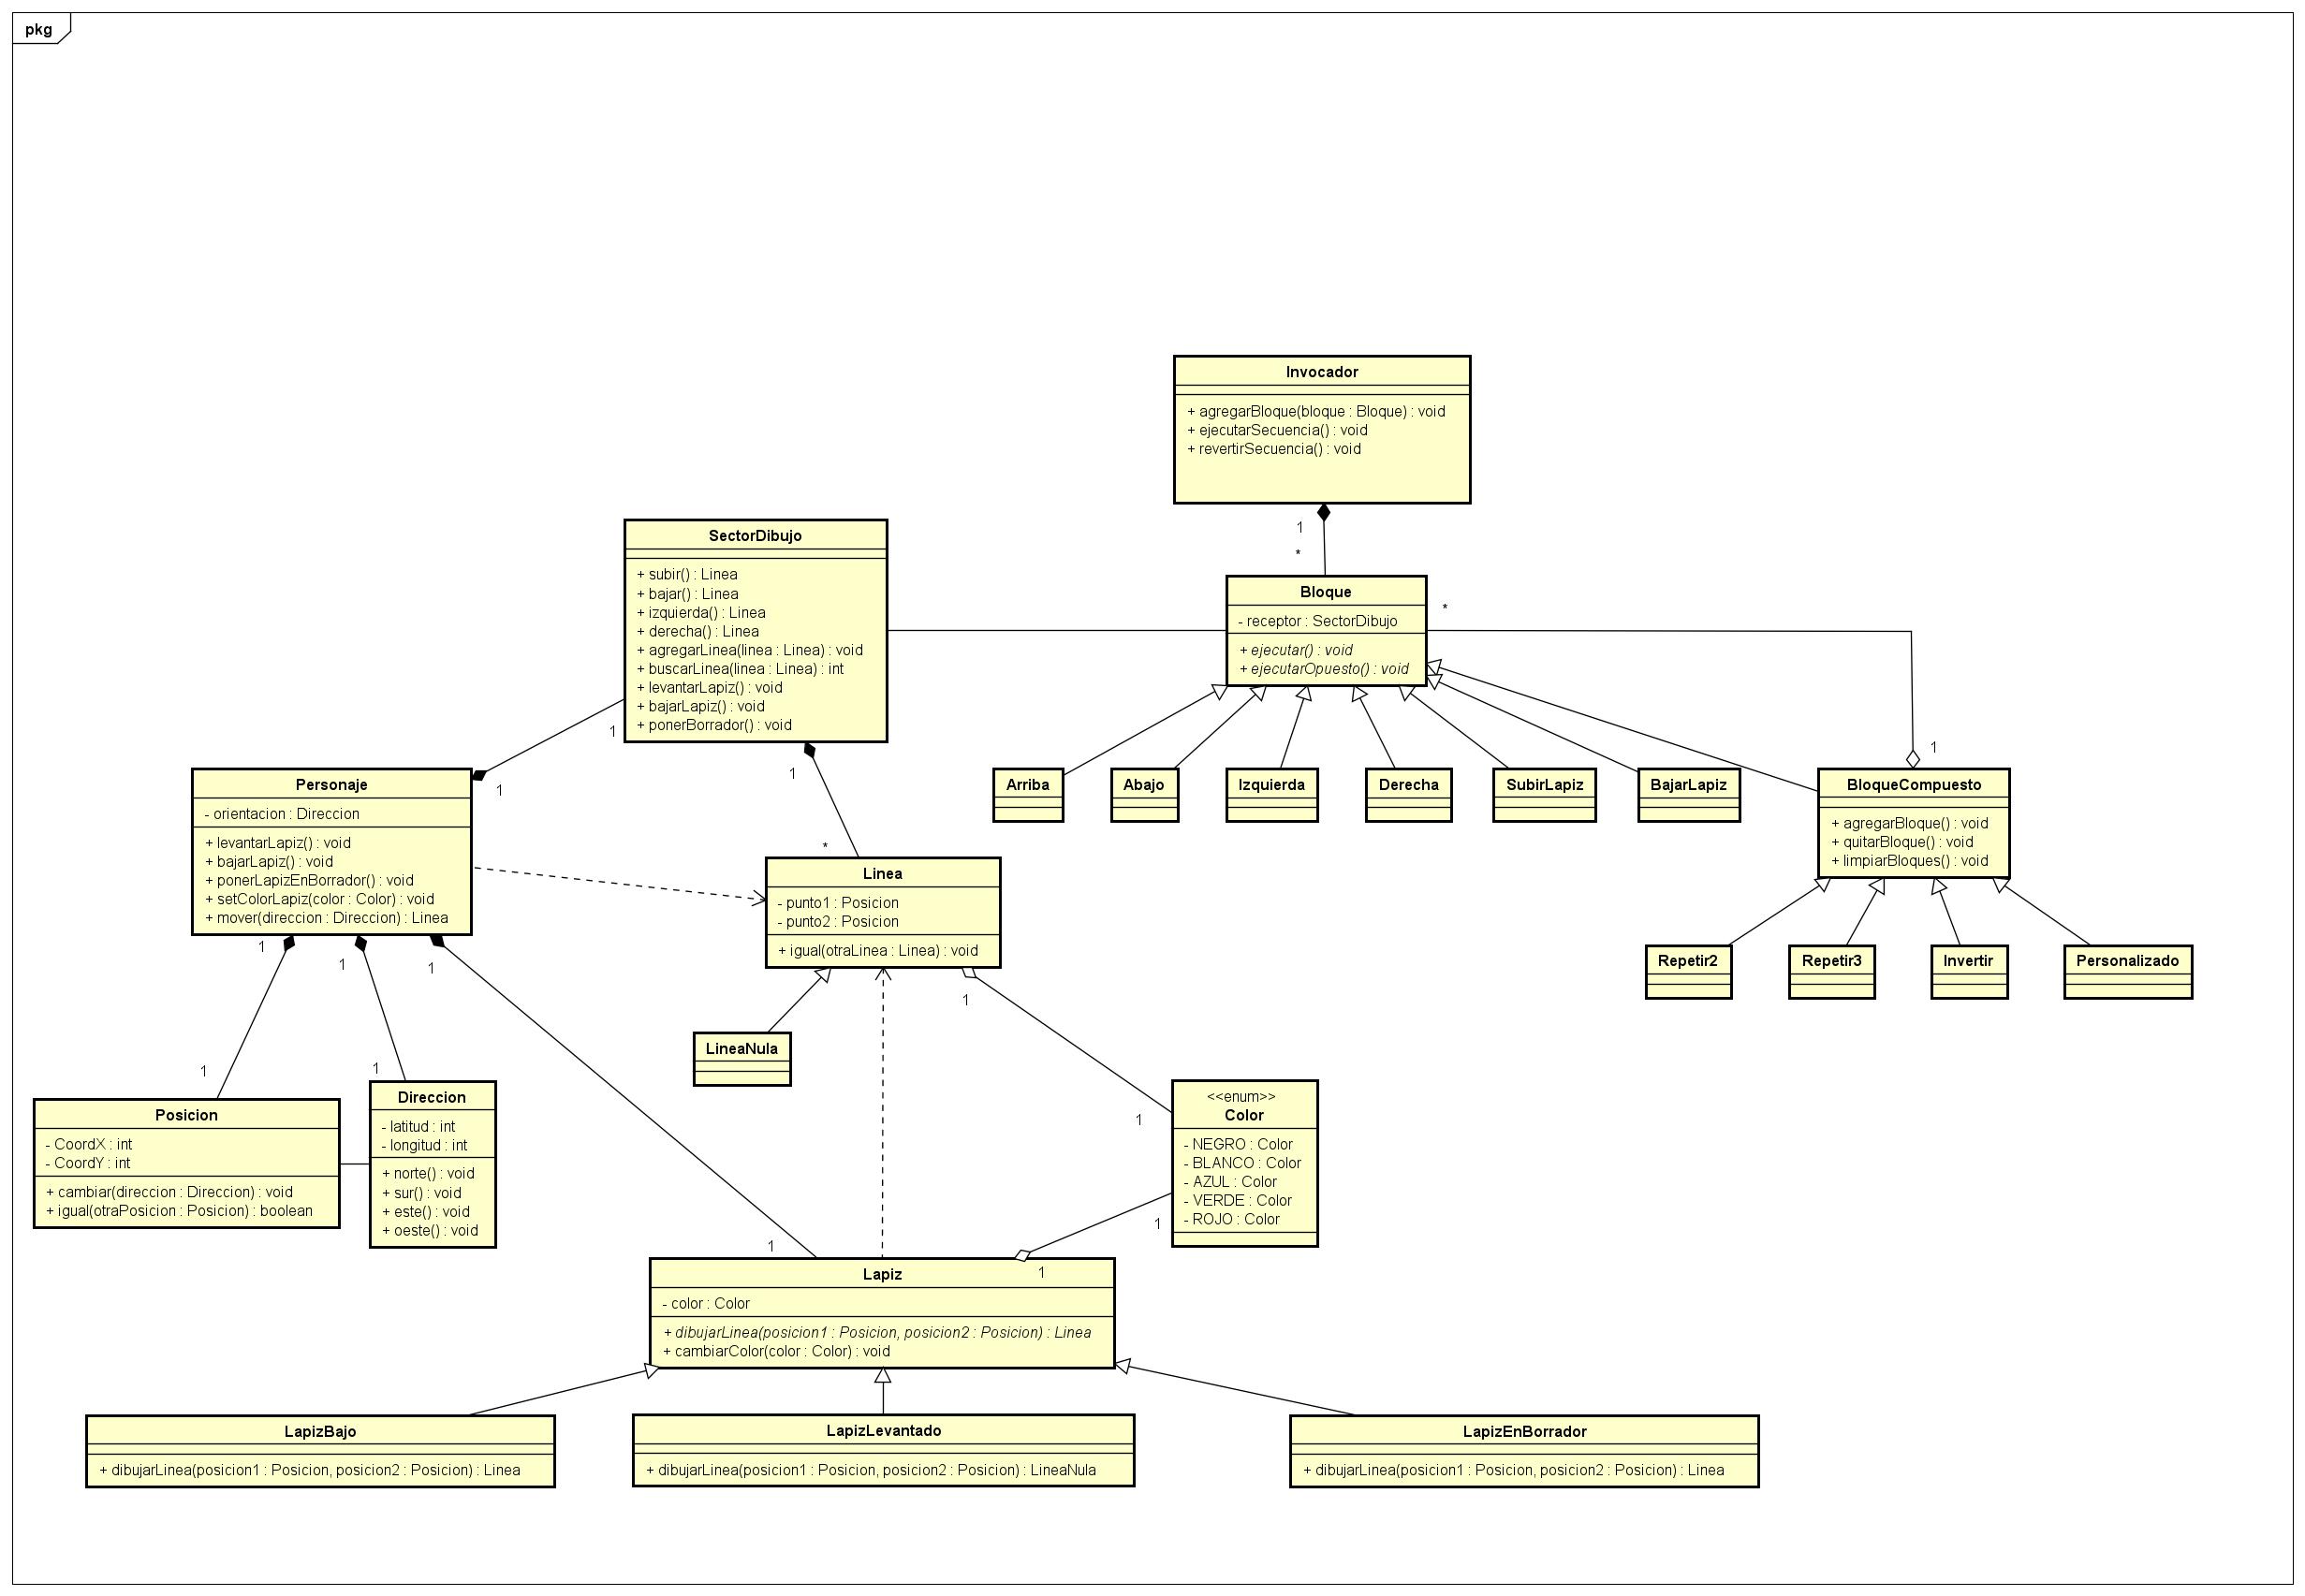 pkg
Invocador
+ agregarBloque(bloque : Bloque) : void
+ ejecutarSecuencia() : void
+ revertirSecuencia() : void
1
*
SectorDibujo
+ subir() : Linea
+ bajar() : Linea
+ izquierda() : Linea
+ derecha() : Linea
+ agregarLinea(linea : Linea) : void
+ buscarLinea(linea : Linea) : int
+ levantarLapiz() : void
+ bajarLapiz() : void
+ ponerBorrador() : void
1
1
*
Bloque
- receptor : SectorDibujo
+ ejecutar() : void
+ ejecutarOpuesto() : void
*
1
Arriba
Abajo
Izquierda
Derecha
SubirLapiz
BajarLapiz
BloqueCompuesto
+ agregarBloque() : void
+ quitarBloque() : void
+ limpiarBloques() : void
Repetir2
Repetir3
Invertir
Personalizado
Personaje
- orientacion : Direccion
+ levantarLapiz() : void
+ bajarLapiz() : void
+ ponerLapizEnBorrador() : void
+ setColorLapiz(color : Color) : void
+ mover(direccion : Direccion) : Linea
1
1
1
1
Linea
- punto1 : Posicion
- punto2 : Posicion
+ igual(otraLinea : Linea) : void
1
LineaNula
1
1
Posicion
- CoordX : int
- CoordY : int
+ cambiar(direccion : Direccion) : void
+ igual(otraPosicion : Posicion) : boolean
Direccion
- latitud : int
- longitud : int
+ norte() : void
+ sur() : void
+ este() : void
+ oeste() : void
1
<<enum>>
Color
- NEGRO : Color
- BLANCO : Color
- AZUL : Color
- VERDE : Color
- ROJO : Color
1
1
1
Lapiz
- color : Color
+ dibujarLinea(posicion1 : Posicion, posicion2 : Posicion) : Linea
+ cambiarColor(color : Color) : void
LapizBajo
+ dibujarLinea(posicion1 : Posicion, posicion2 : Posicion) : Linea
LapizLevantado
+ dibujarLinea(posicion1 : Posicion, posicion2 : Posicion) : LineaNula
LapizEnBorrador
+ dibujarLinea(posicion1 : Posicion, posicion2 : Posicion) : Linea